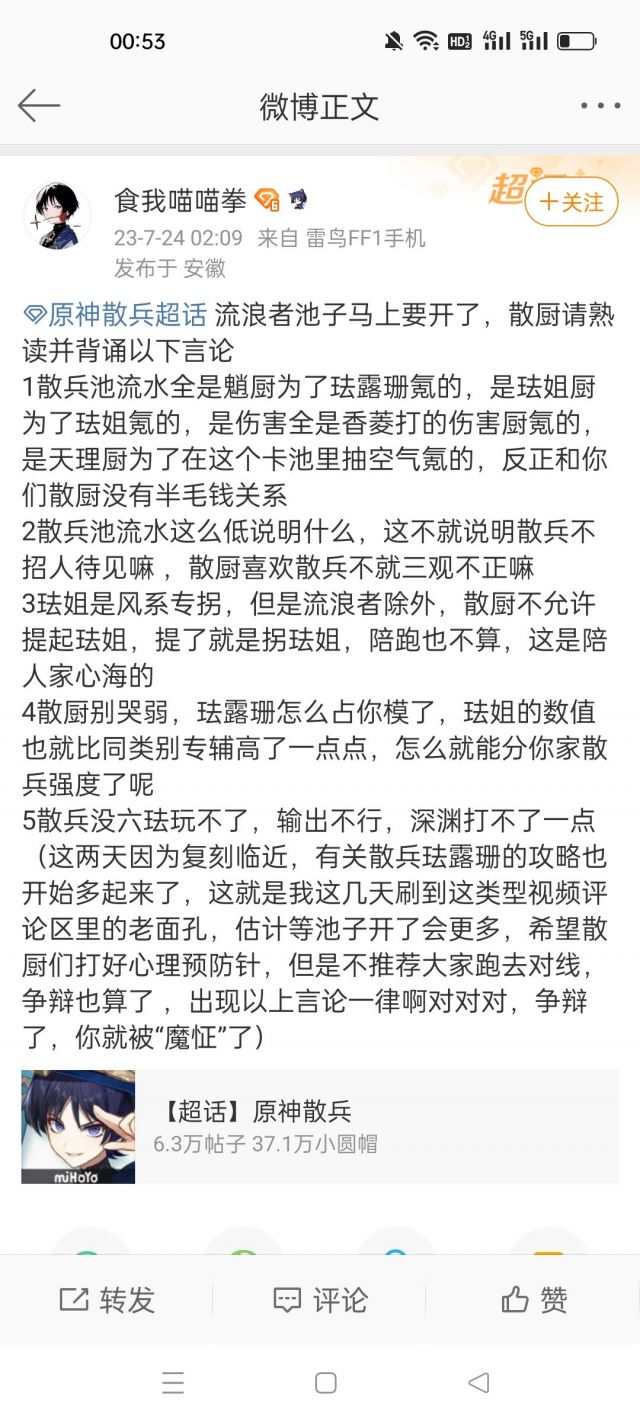 00:53
HD2 4G 5G
微博正文
食我喵喵拳
6
超
+关注
23-7-24 02:09 来自 雷鸟FF1手机
发布于 安徽
原神散兵超话 流浪者池子马上要开了，散厨请熟
读并背诵以下言论
1散兵池流水全是魈厨为了珐露珊氪的，是珐姐厨
为了珐姐氪的，是伤害全是香菱打的伤害厨氪的，
是天理厨为了在这个卡池里抽空气氪的，反正和你
们散厨没有半毛钱关系
2散兵池流水这么低说明什么，这不就说明散兵不
招人待见嘛 ，散厨喜欢散兵不就三观不正嘛
3珐姐是风系专拐，但是流浪者除外，散厨不允许
提起珐姐，提了就是拐珐姐，陪跑也不算，这是陪
人家心海的
4散厨别哭弱，珐露珊怎么占你模了，珐姐的数值
也就比同类别专辅高了一点点，怎么就能分你家散
兵强度了呢
5散兵没六珐玩不了，输出不行，深渊打不了一点
（这两天因为复刻临近，有关散兵珐露珊的攻略也
开始多起来了，这就是我这几天刷到这类型视频评
论区里的老面孔，估计等池子开了会更多，希望散
厨们打好心理预防针，但是不推荐大家跑去对线，
争辩也算了 ，出现以上言论一律啊对对对，争辩
了，你就被“魔怔”了）
【超话】原神散兵
6.3万帖子 37.1万小圆帽
miHoYo
转发
评论
赞